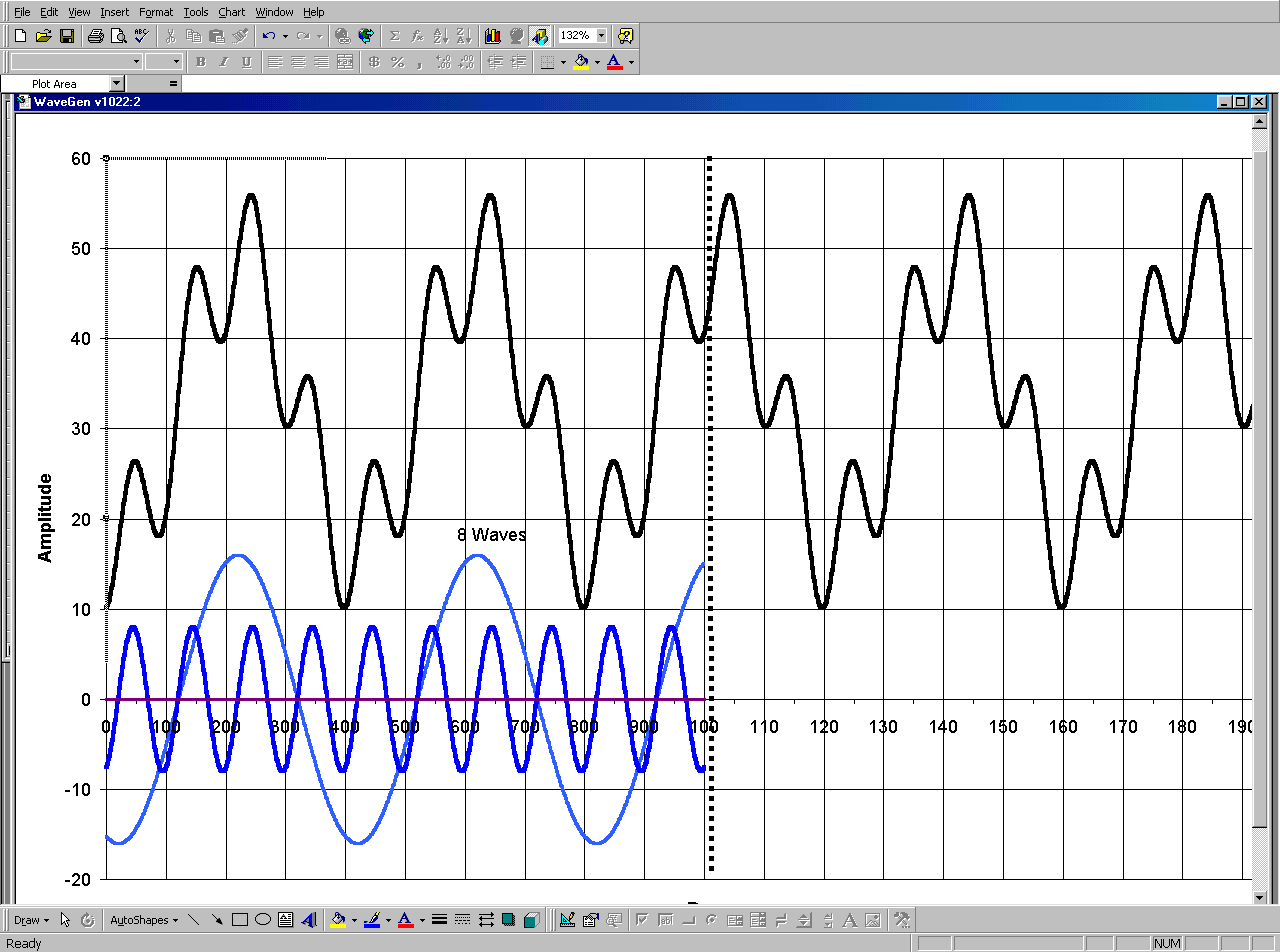 File Edit View Insert Format Tools Chart Window Help
132%
B I U $ % ,
Plot Area =
WaveGen v1022:2
60
50
40
30
20
10
0
-10
-20
Amplitude
8 Waves
0 100 200 300 400 500 600 700 800 900 100 110 120 130 140 150 160 170 180 190
Draw AutoShapes
Ready NUM